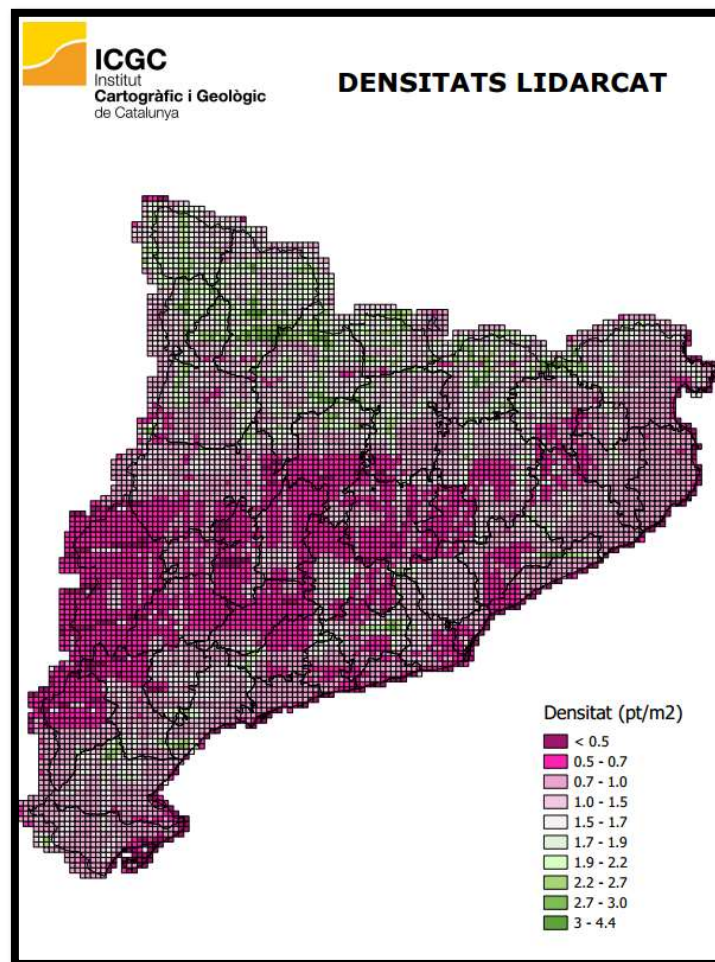 ICGC
Institut
Cartogràfic i Geològic
de Catalunya
DENSITATS LIDARCAT
Densitat (pt/m2)
< 0.5
0.5 - 0.7
0.7 - 1.0
1.0 - 1.5
1.5 - 1.7
1.7 - 1.9
1.9 - 2.2
2.2 - 2.7
2.7 - 3.0
3 - 4.4